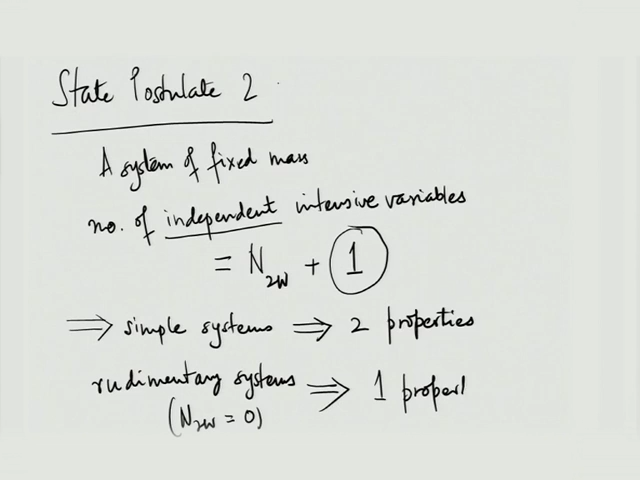 State Postulate 2
A system of fixed mass
no. of independent intensive variables
= N₂W + 1
⇒ simple systems ⇒ 2 properties
rudimentary systems ⇒ 1 propert
(N₂W = 0)